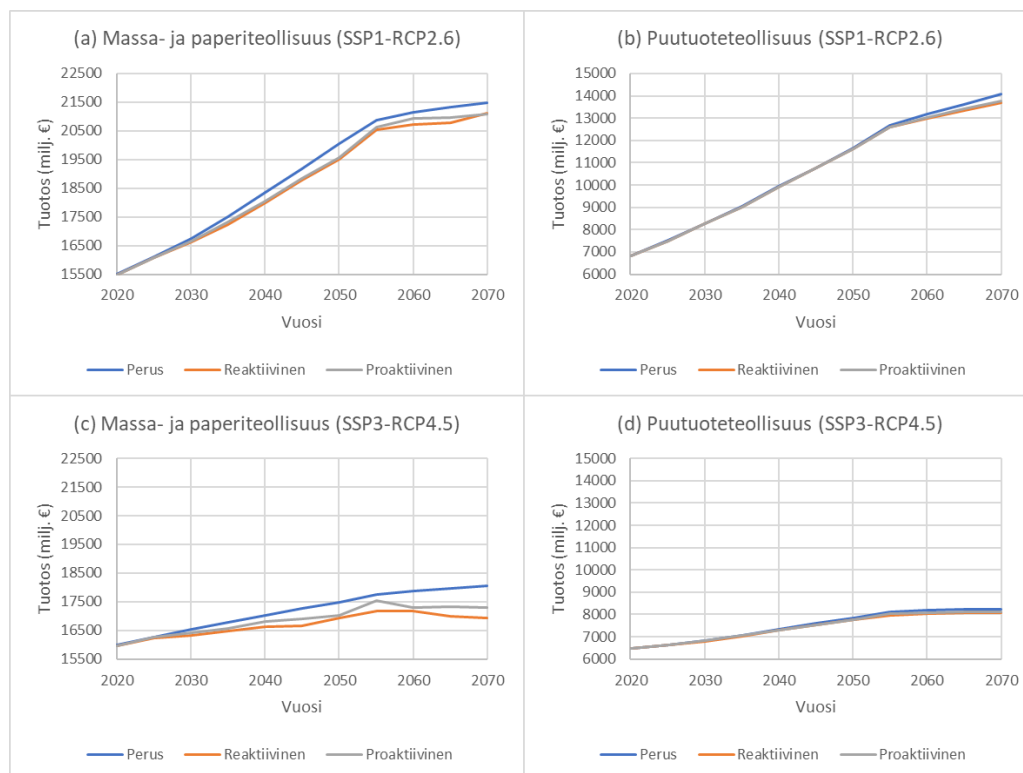 (a) Massa- ja paperiteollisuus (SSP1-RCP2.6)
22500
21500
20500
19500
18500
17500
16500
15500
Tuotos (milj. €)
2020 2030 2040 2050 2060 2070
Vuosi
Perus Reaktiivinen Proaktiivinen
(b) Puutuoteteollisuus (SSP1-RCP2.6)
15000
14000
13000
12000
11000
10000
9000
8000
7000
6000
Tuotos (milj. €)
2020 2030 2040 2050 2060 2070
Vuosi
Perus Reaktiivinen Proaktiivinen
(c) Massa- ja paperiteollisuus (SSP3-RCP4.5)
22500
21500
20500
19500
18500
17500
16500
15500
Tuotos (milj. €)
2020 2030 2040 2050 2060 2070
Vuosi
Perus Reaktiivinen Proaktiivinen
(d) Puutuoteteollisuus (SSP3-RCP4.5)
15000
14000
13000
12000
11000
10000
9000
8000
7000
6000
Tuotos (milj. €)
2020 2030 2040 2050 2060 2070
Vuosi
Perus Reaktiivinen Proaktiivinen